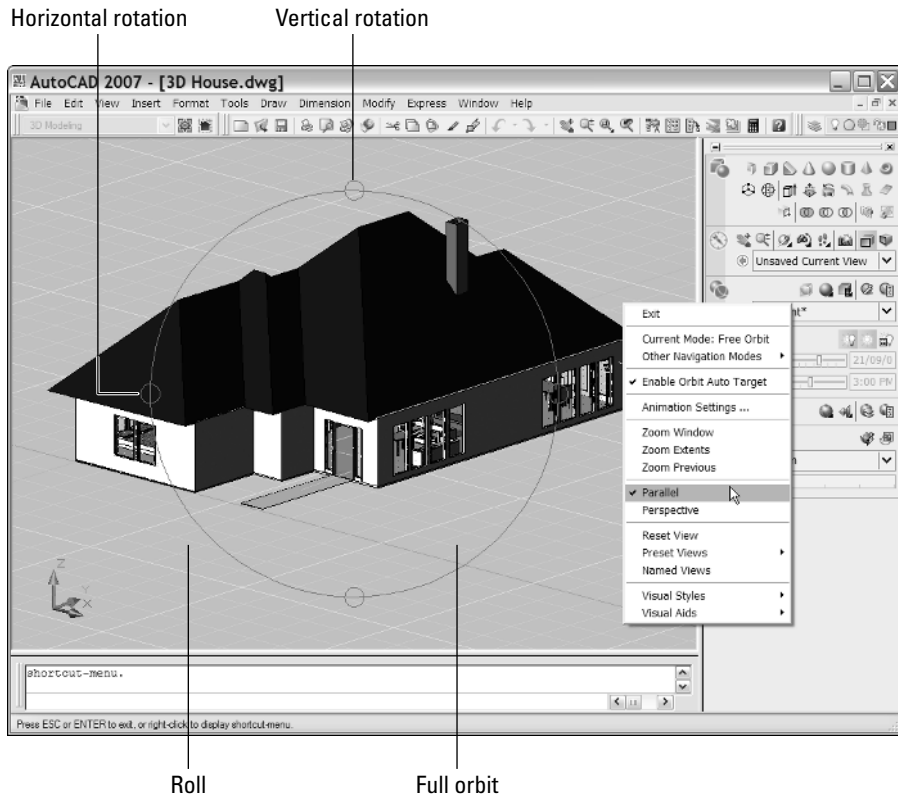 Horizontal rotation Vertical rotation
AutoCAD 2007 - [3D House.dwg]
File Edit View Insert Format Tools Draw Dimension Modify Express Window Help
3D Modeling
Unsaved Current View
Exit
Current Mode: Free Orbit
Other Navigation Modes
Enable Orbit Auto Target
Animation Settings ...
Zoom Window
Zoom Extents
Zoom Previous
Parallel
Perspective
Reset View
Preset Views
Named Views
Visual Styles
Visual Aids
21/09/0
3:00 PM
Z
Y
X
shortcut-menu.
Press ESC or ENTER to exit, or right-click to display shortcut-menu.
Roll Full orbit